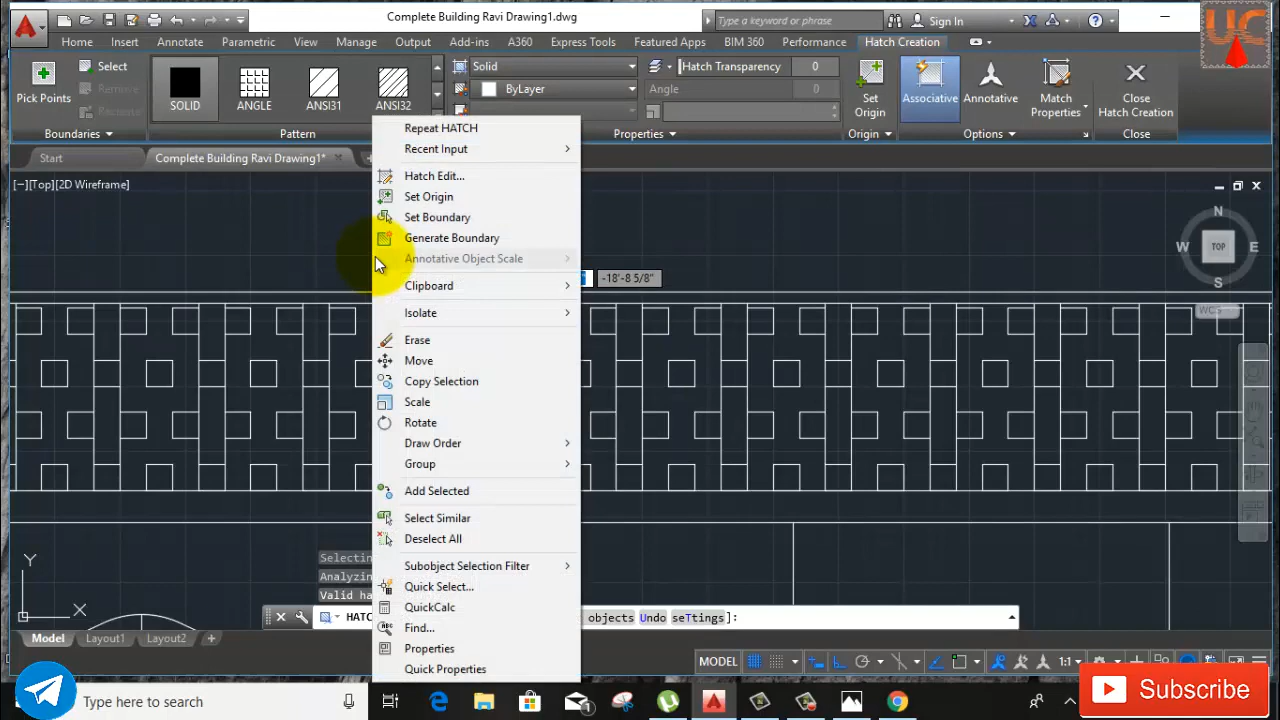 Complete Building Ravi Drawing1.dwg
Type a keyword or phrase
Sign In
UC
Home
Insert
Annotate
Parametric
View
Manage
Output
Add-ins
A360
Express Tools
Featured Apps
BIM 360
Performance
Hatch Creation
Pick Points
Select
Remove
Recreate
Boundaries
SOLID
ANGLE
ANSI31
ANSI32
Pattern
Solid
ByLayer
Hatch Transparency
0
Angle
0
Properties
Set
Origin
Origin
Associative
Annotative
Match
Properties
Options
Close
Hatch Creation
Close
Start
Complete Building Ravi Drawing1*
[-][Top][2D Wireframe]
Repeat HATCH
Recent Input
Hatch Edit...
Set Origin
Set Boundary
Generate Boundary
Annotative Object Scale
Clipboard
Isolate
Erase
Move
Copy Selection
Scale
Rotate
Draw Order
Group
Add Selected
Select Similar
Deselect All
Subobject Selection Filter
Quick Select...
QuickCalc
Find...
Properties
Quick Properties
-18'-8 5/8"
N
W
TOP
E
S
WCS
Y
X
Selectin
Analyzin
Valid ha
HATC
objects Undo seTtings]:
Model
Layout1
Layout2
MODEL
1:1
Type here to search
1
Subscribe